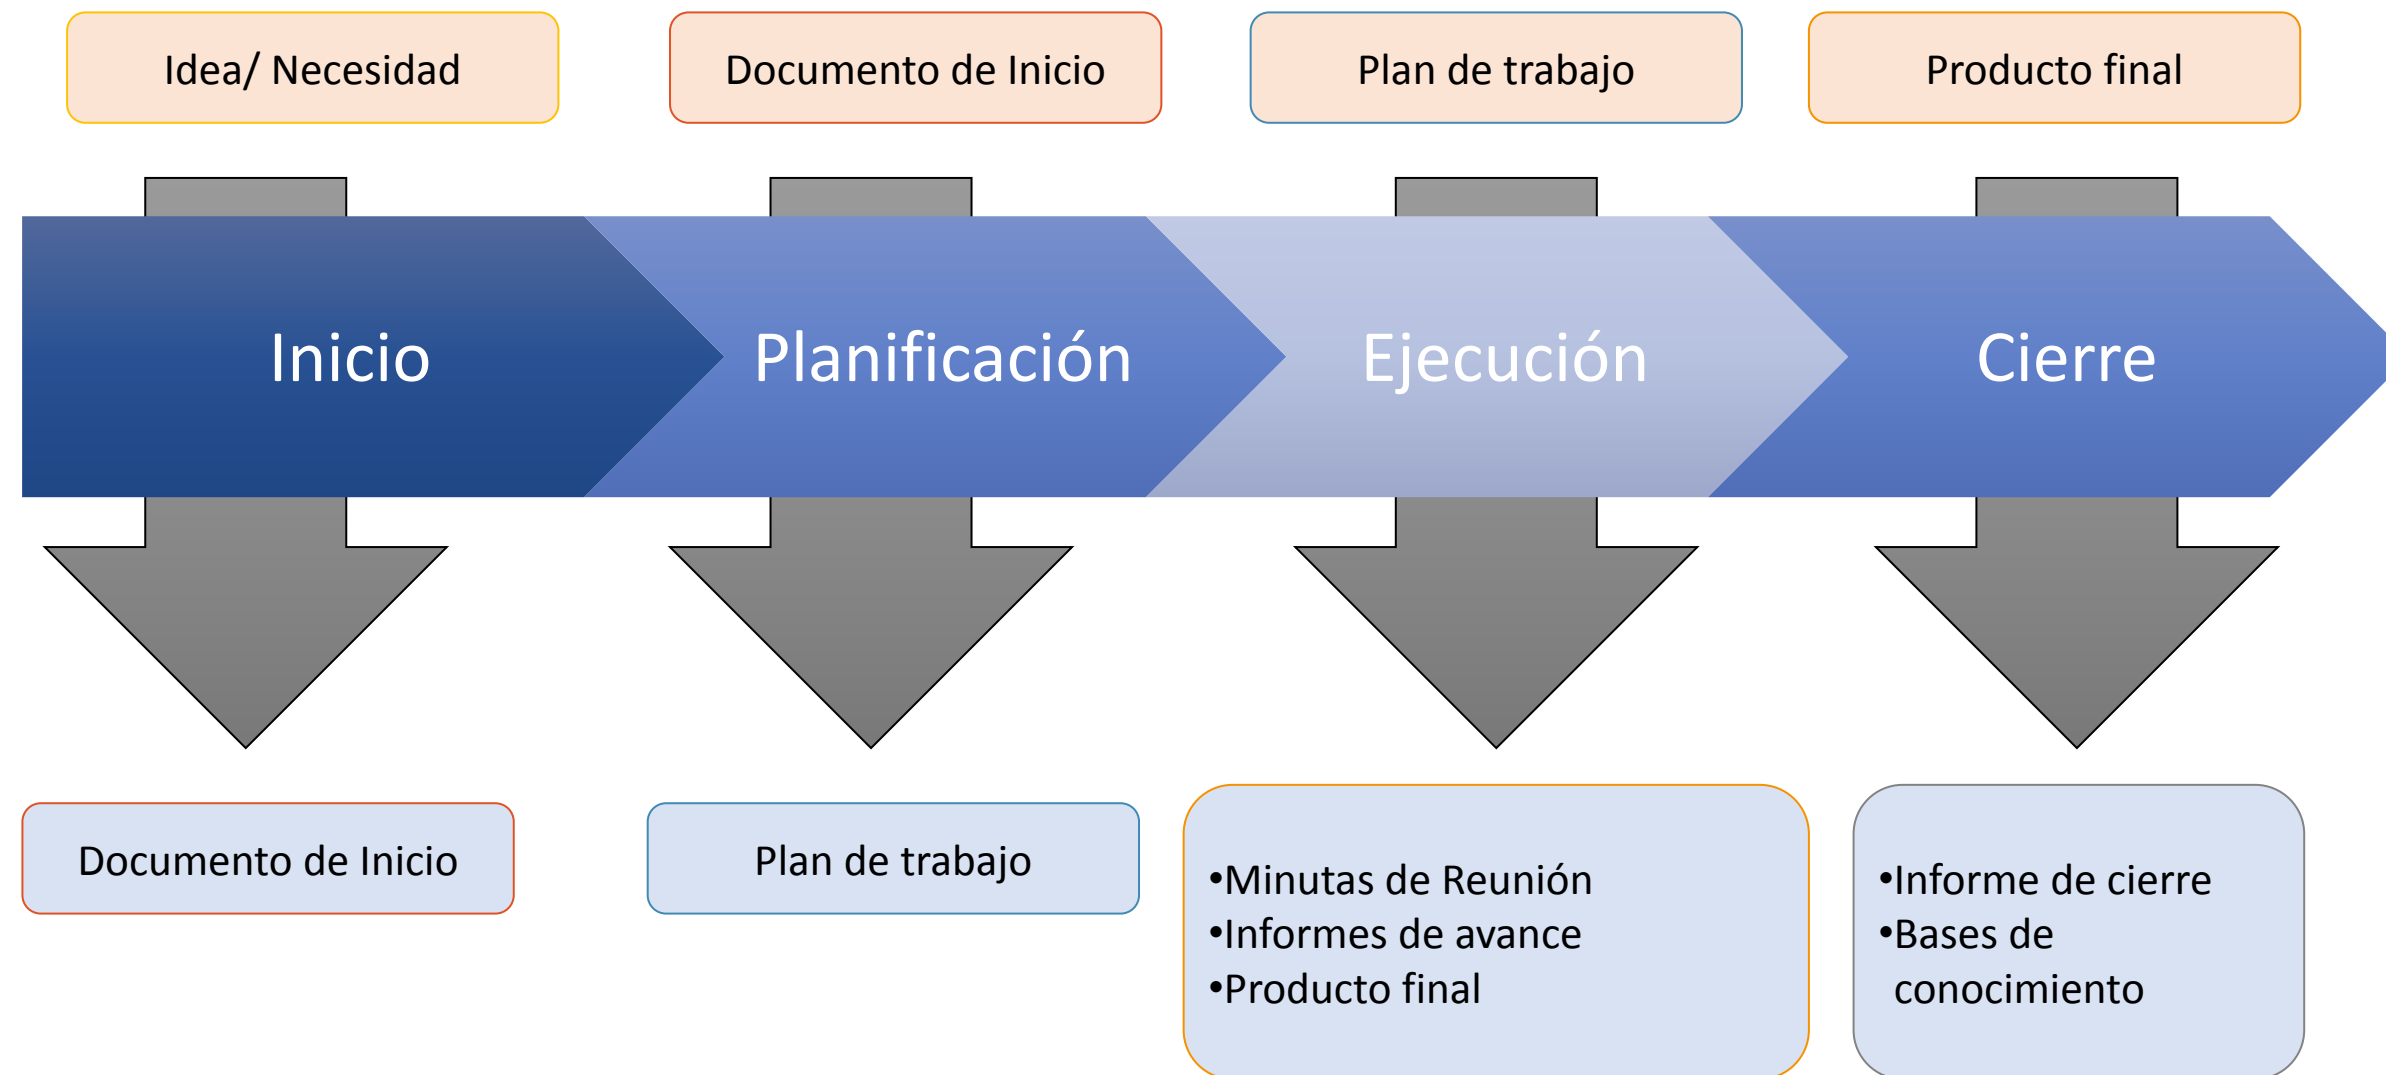 Idea/ Necesidad
Documento de Inicio
Plan de trabajo
Producto final
Inicio
Planificación
Ejecución
Cierre
Documento de Inicio
Plan de trabajo
•Minutas de Reunión
•Informes de avance
•Producto final
•Informe de cierre
•Bases de
conocimiento